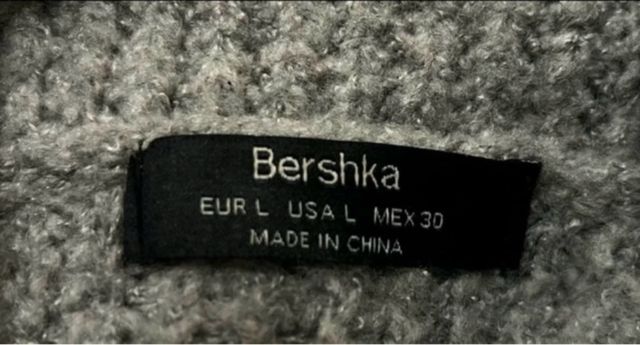 Bershka
EUR L USA L MEX 30
MADE IN CHINA